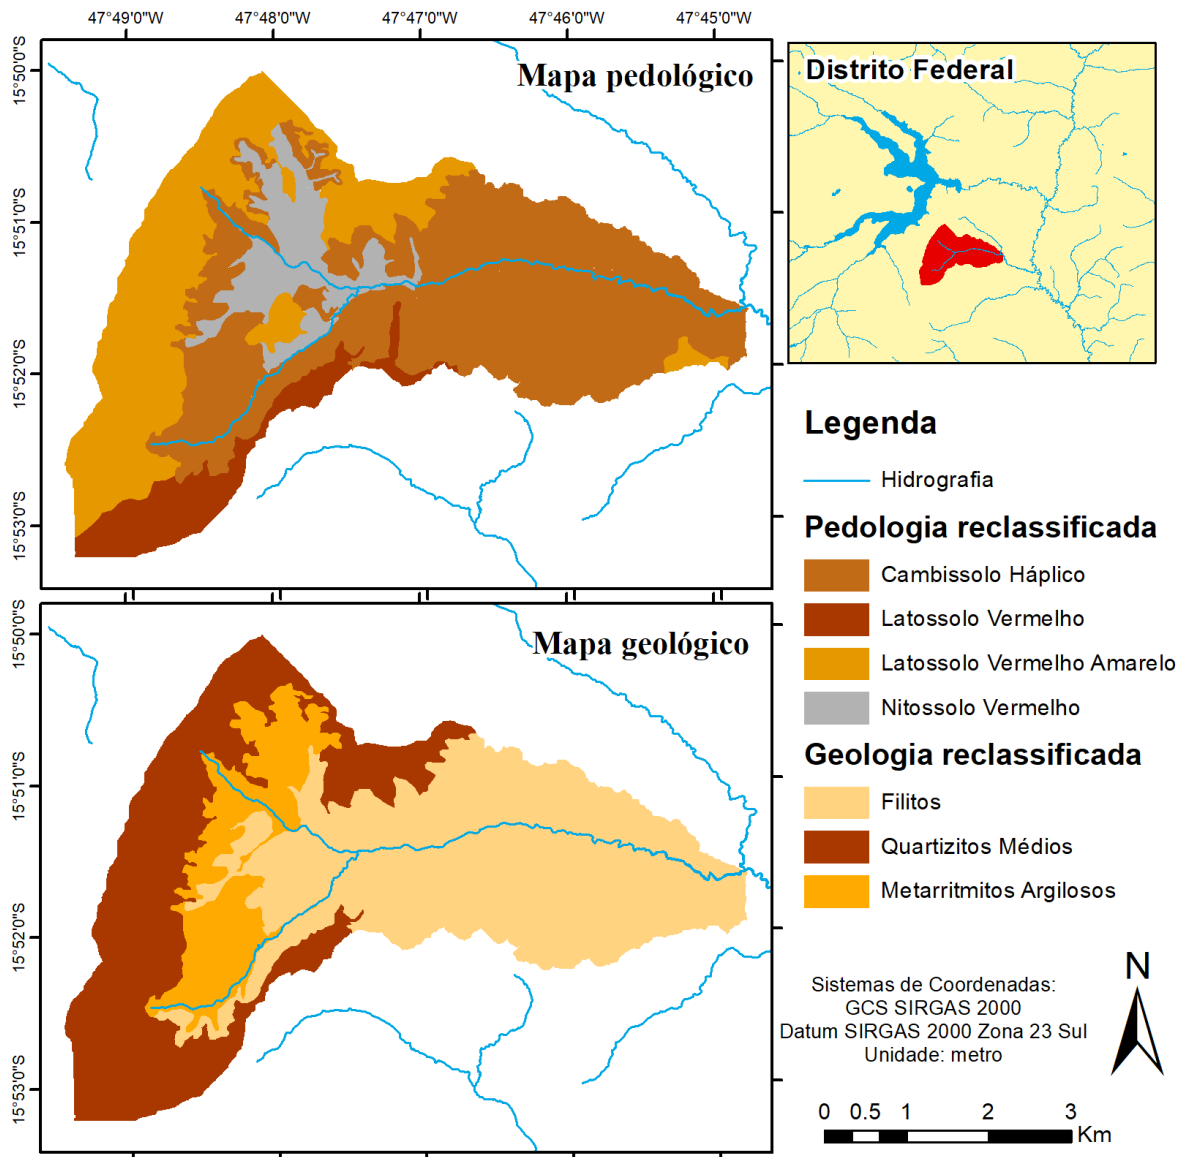 47°49'0"W 47°48'0"W 47°47'0"W 47°46'0"W 47°45'0"W
15°50'0"S
15°51'0"S
15°52'0"S
15°53'0"S
Mapa pedológico
Distrito Federal
15°50'0"S
15°51'0"S
15°52'0"S
15°53'0"S
Mapa geológico
Legenda
Hidrografia
Pedologia reclassificada
Cambissolo Háplico
Latossolo Vermelho
Latossolo Vermelho Amarelo
Nitossolo Vermelho
Geologia reclassificada
Filitos
Quartizitos Médios
Metarritmitos Argilosos
Sistemas de Coordenadas:
GCS SIRGAS 2000
Datum SIRGAS 2000 Zona 23 Sul
Unidade: metro
N
0 0.5 1 2 3
Km